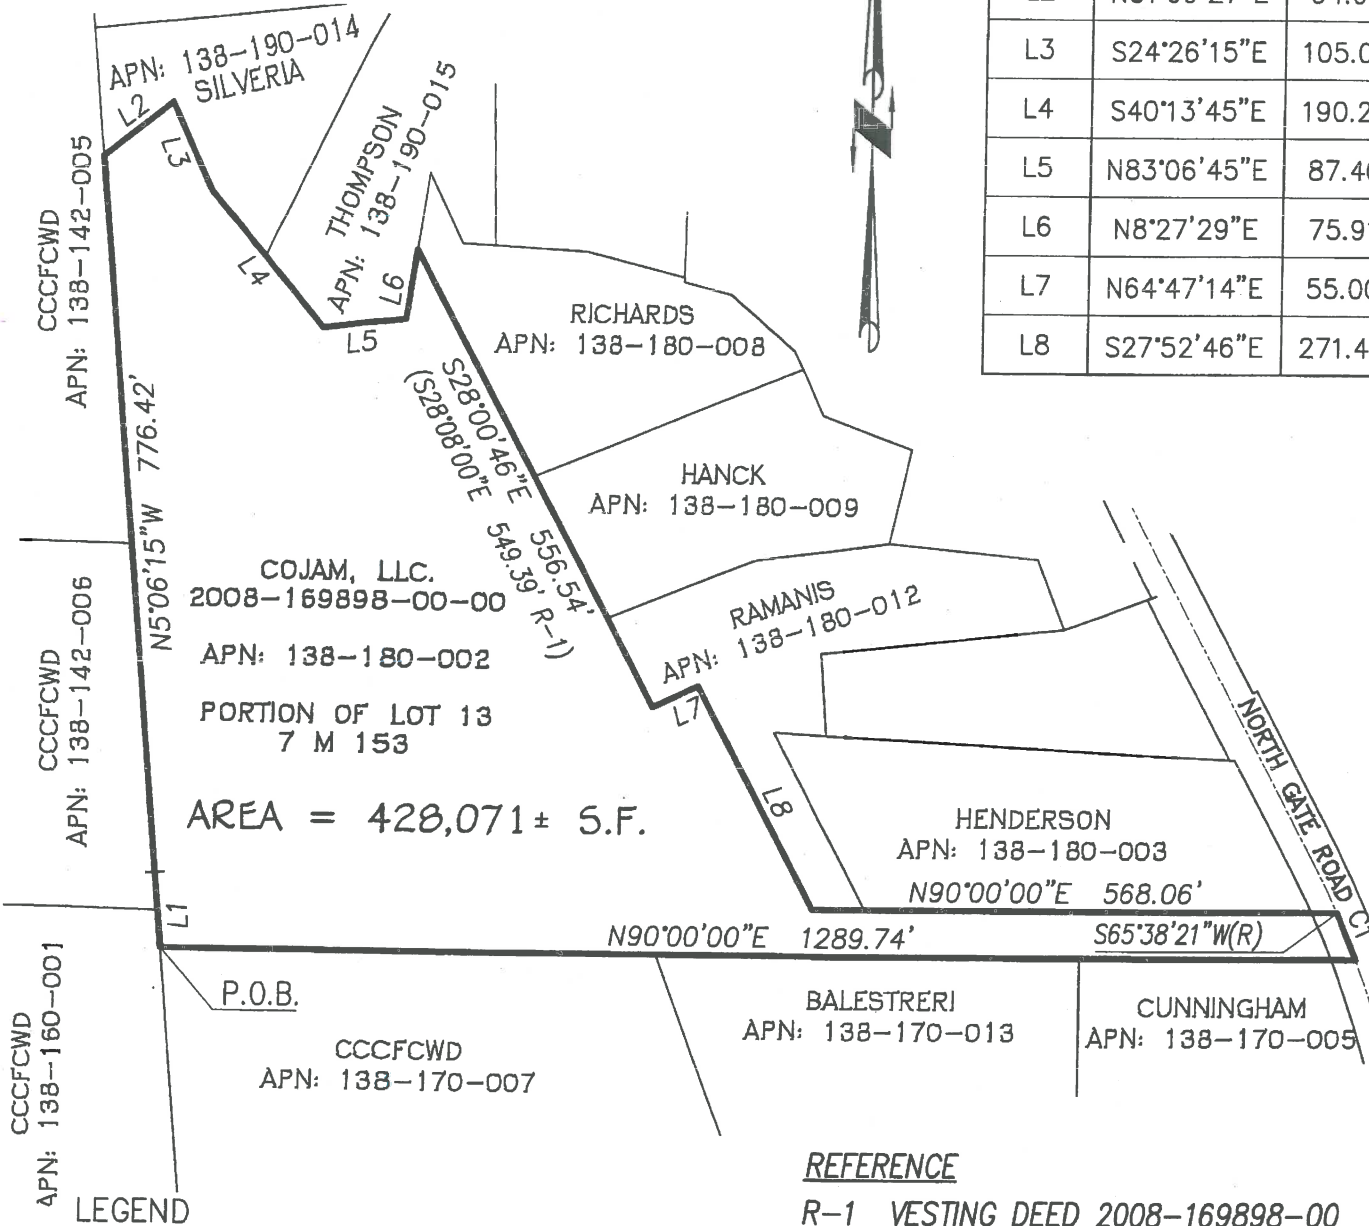 APN: 138-190-014
SILVERIA
L2
L3
THOMPSON
APN: 138-190-015
CCCFCWD
APN: 138-142-005
L4
L5
L6
RICHARDS
APN: 138-180-008
S28°00'46"E 556.54'
(S28°08'00"E 549.39' R-1)
HANCK
APN: 138-180-009
N5°06'15"W 776.42'
COJAM, LLC.
2008-169898-00-00
APN: 138-180-002
PORTION OF LOT 13
7 M 153
AREA = 428,071± S.F.
CCCFCWD
APN: 138-142-006
RAMANIS
APN: 138-180-012
L7
L8
NORTH GATE ROAD
HENDERSON
APN: 138-180-003
N90°00'00"E 568.06'
L1
N90°00'00"E 1289.74'
S65°38'21"W(R)
P.O.B.
CCCFCWD
APN: 138-160-001
CCCFCWD
APN: 138-170-007
BALESTRERI
APN: 138-170-013
CUNNINGHAM
APN: 138-170-005
LEGEND
REFERENCE
R-1 VESTING DEED 2008-169898-00
L3 S24°26'15"E 105.0
L4 S40°13'45"E 190.2
L5 N83°06'45"E 87.4
L6 N8°27'29"E 75.9
L7 N64°47'14"E 55.0
L8 S27°52'46"E 271.4